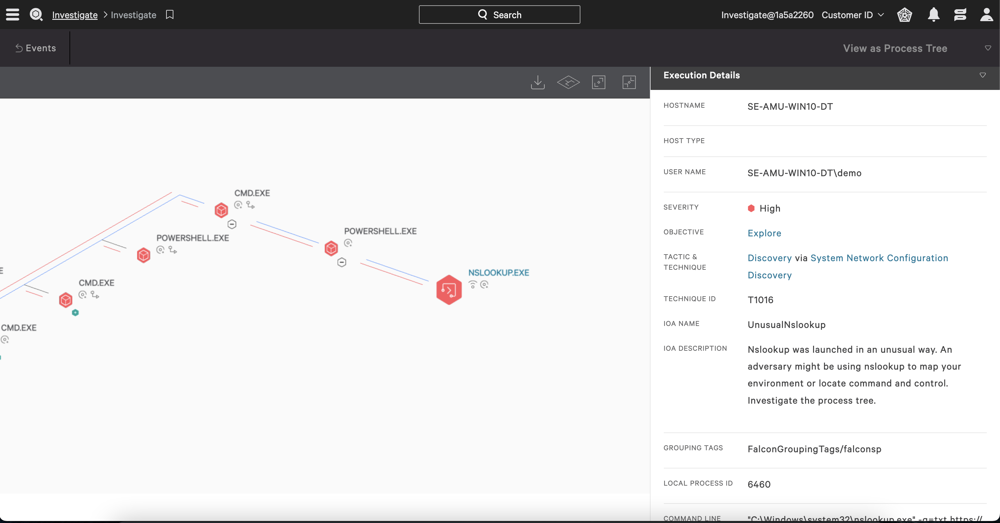 Investigate > Investigate
Search
Investigate@1a5a2260 Customer ID
Events
View as Process Tree
CMD.EXE
POWERSHELL.EXE
POWERSHELL.EXE
E
NSLOOKUP.EXE
CMD.EXE
CMD.EXE
Execution Details
HOSTNAME SE-AMU-WIN10-DT
HOST TYPE
USER NAME SE-AMU-WIN10-DT\demo
SEVERITY High
OBJECTIVE Explore
TACTIC & TECHNIQUE
Discovery via System Network Configuration
Discovery
TECHNIQUE ID T1016
IOA NAME UnusualNslookup
IOA DESCRIPTION Nslookup was launched in an unusual way. An
adversary might be using nslookup to map your
environment or locate command and control.
Investigate the process tree.
GROUPING TAGS FalconGroupingTags/falconsp
LOCAL PROCESS ID 6460
COMMAND LINE "C:\Windows\system32\nslookup.exe" -q=txt https://